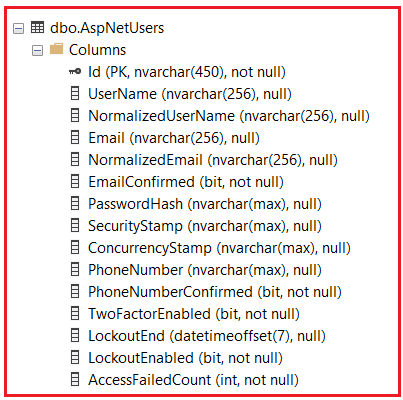 dbo.AspNetUsers
Columns
Id (PK, nvarchar(450), not null)
UserName (nvarchar(256), null)
NormalizedUserName (nvarchar(256), null)
Email (nvarchar(256), null)
NormalizedEmail (nvarchar(256), null)
EmailConfirmed (bit, not null)
PasswordHash (nvarchar(max), null)
SecurityStamp (nvarchar(max), null)
ConcurrencyStamp (nvarchar(max), null)
PhoneNumber (nvarchar(max), null)
PhoneNumberConfirmed (bit, not null)
TwoFactorEnabled (bit, not null)
LockoutEnd (datetimeoffset(7), null)
LockoutEnabled (bit, not null)
AccessFailedCount (int, not null)